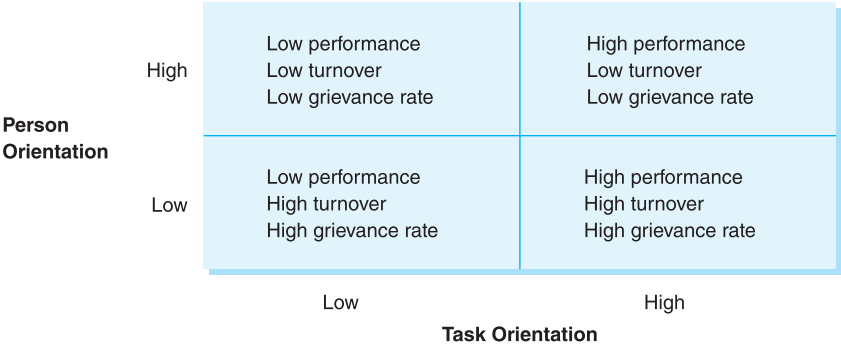 High
Low performance
Low turnover
Low grievance rate
High performance
Low turnover
Low grievance rate
Person
Orientation
Low
Low performance
High turnover
High grievance rate
High performance
High turnover
High grievance rate
Low
High
Task Orientation